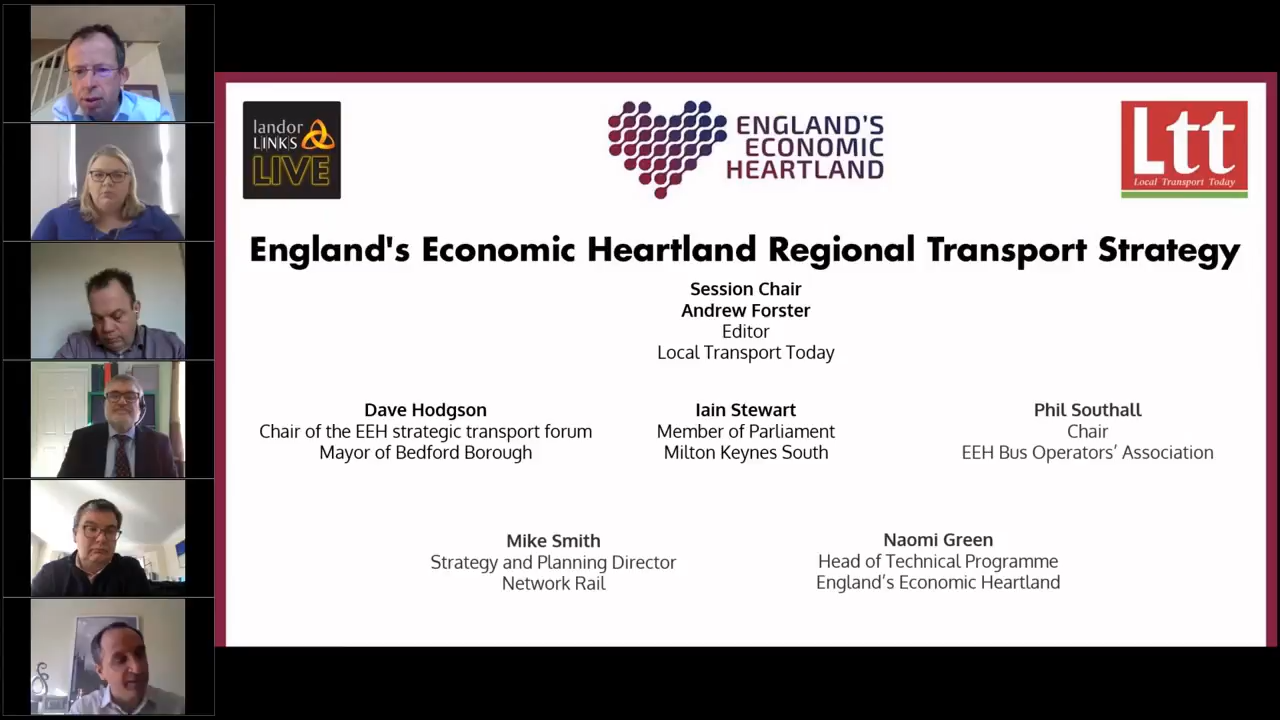 landor
LINKS
LIVE
ENGLAND'S
ECONOMIC
HEARTLAND
Ltt
Local Transport Today
England's Economic Heartland Regional Transport Strategy
Session Chair
Andrew Forster
Editor
Local Transport Today
Dave Hodgson
Chair of the EEH strategic transport forum
Mayor of Bedford Borough
Iain Stewart
Member of Parliament
Milton Keynes South
Phil Southall
Chair
EEH Bus Operators’ Association
Mike Smith
Strategy and Planning Director
Network Rail
Naomi Green
Head of Technical Programme
England’s Economic Heartland